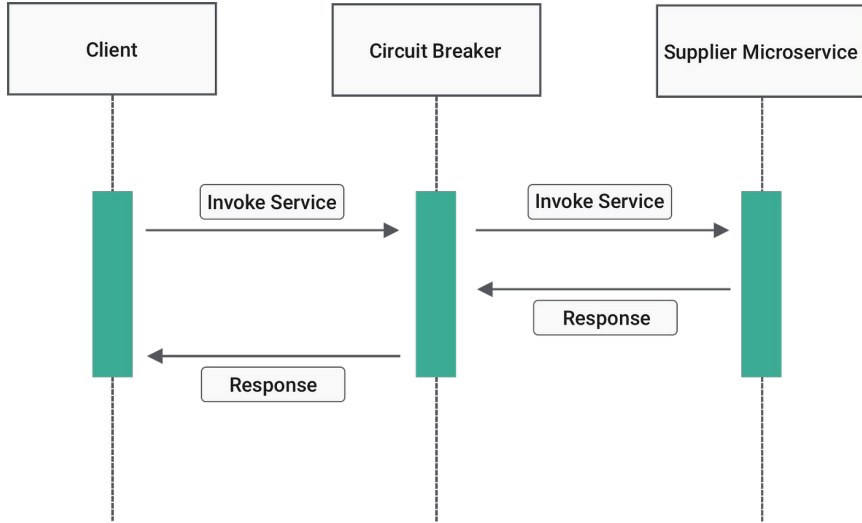 Client
Circuit Breaker
Supplier Microservice
Invoke Service
Invoke Service
Response
Response